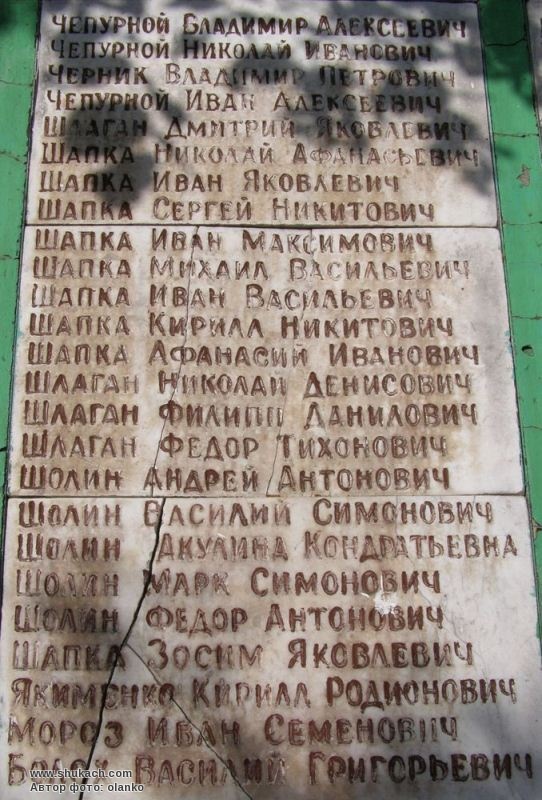 ЧЕПУРНОЙ ВЛАДИМИР АЛЕКСЕЕВИЧ
ЧЕПУРНОЙ НИКОЛАЙ ИВАНОВИЧ
ЧЕРНИК ВЛАДИМИР ПЕТРОВИЧ
ЧЕПУРНОЙ ИВАН АЛЕКСЕЕВИЧ
ШЛАГАН ДМИТРИЙ ЯКОВЛЕВИЧ
ШАПКА НИКОЛАЙ АФАНАСЬЕВИЧ
ШАПКА ИВАН ЯКОВЛЕВИЧ
ШАПКА СЕРГЕЙ НИКИТОВИЧ
ШАПКА ИВАН МАКСИМОВИЧ
ШАПКА МИХАИЛ ВАСИЛЬЕВИЧ
ШАПКА ИВАН ВАСИЛЬЕВИЧ
ШАПКА КИРИЛЛ НИКИТОВИЧ
ШАПКА АФАНАСИЙ ИВАНОВИЧ
ШЛАГАН НИКОЛАЙ ДЕНИСОВИЧ
ШЛАГАН ФИЛИПП ДАНИЛОВИЧ
ШЛАГАН ФЕДОР ТИХОНОВИЧ
ШОЛИН АНДРЕЙ АНТОНОВИЧ
ШОЛИН ВАСИЛИЙ СИМОНОВИЧ
ШОЛИН АКУЛИНА КОНДРАТЬЕВНА
ШОЛИН МАРК СИМОНОВИЧ
ШОЛИН ФЕДОР АНТОНОВИЧ
ШАПКА ЗОСИМ ЯКОВЛЕВИЧ
ЯКИМЕНКО КИРИЛЛ РОДИОНОВИЧ
МОРОЗ ИВАН СЕМЕНОВИЧ
ВАСИЛИЙ ГРИГОРЬЕВИЧ
www.shukach.com
Автор фото: olanko